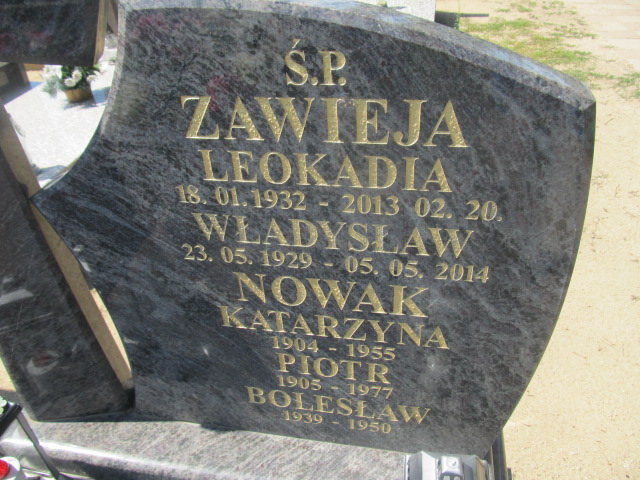 Ś.P.
ZAWIEJA
LEOKADIA
18. 01. 1932 - 2013 02. 20.
WŁADYSŁAW
23. 05. 1929 - 05. 05. 2014
NOWAK
KATARZYNA
1904 - 1955
PIOTR
1905 - 1977
BOLESŁAW
1939 - 1950